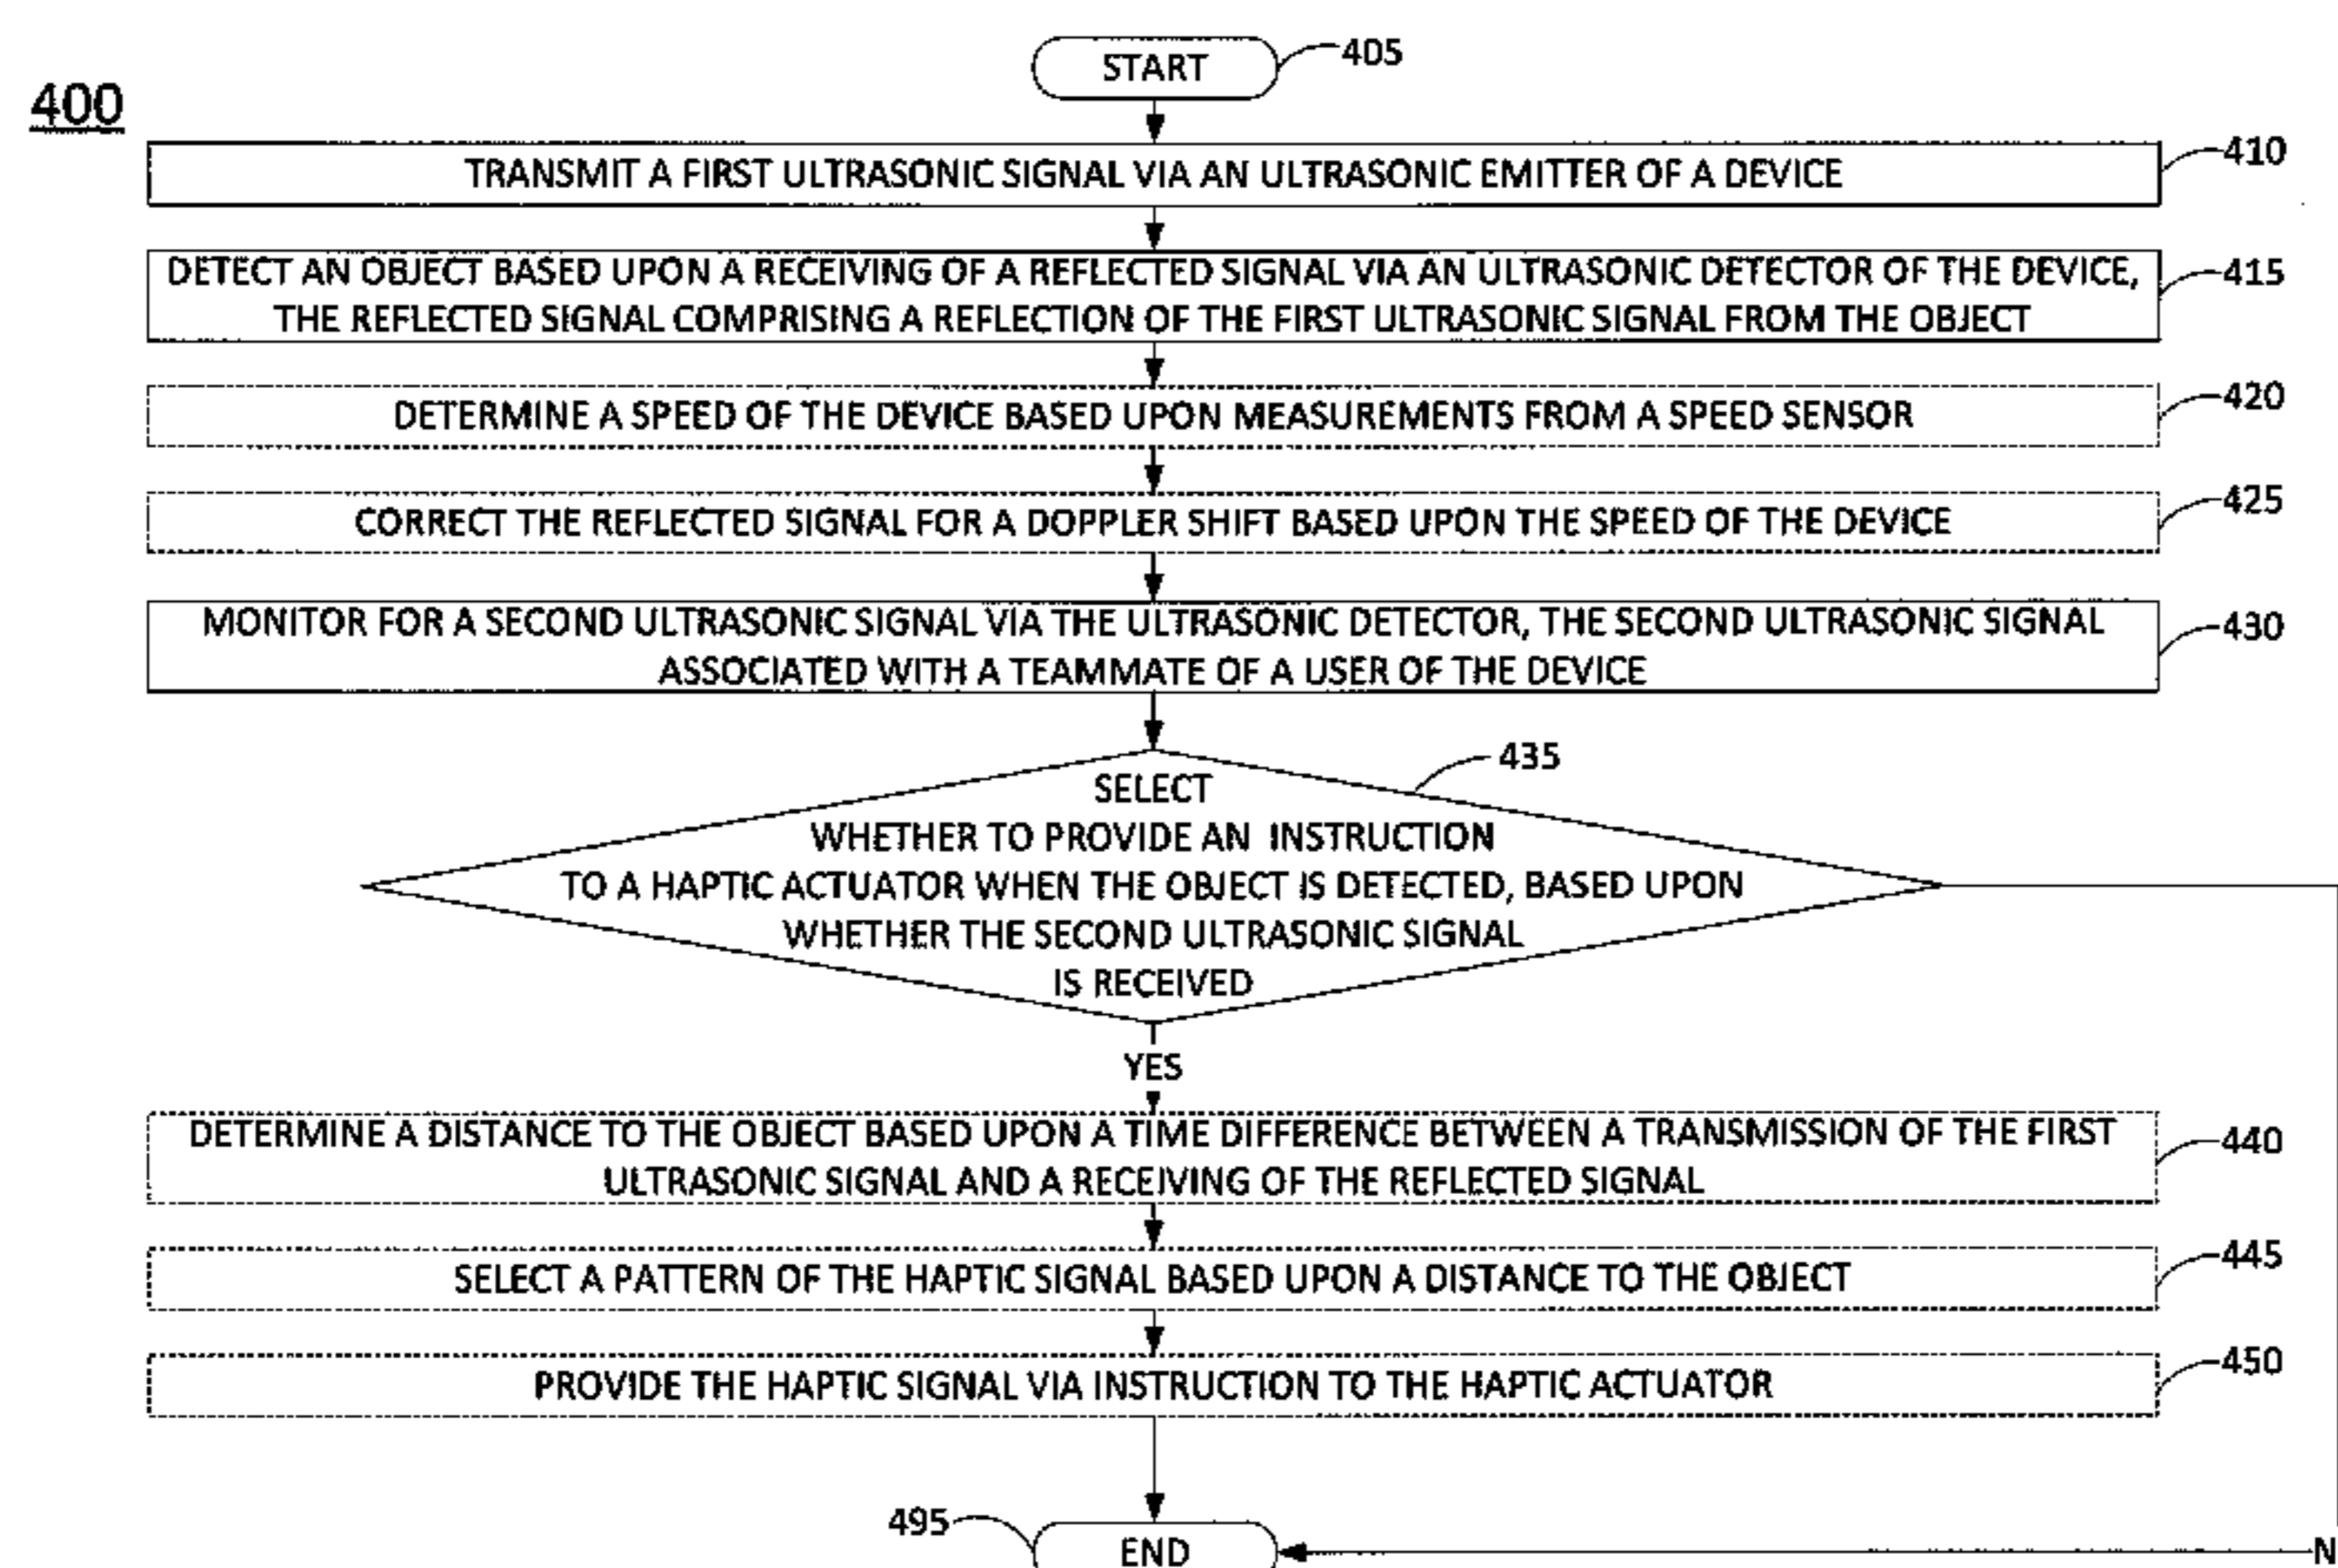 START
405
400
TRANSMIT A FIRST ULTRASONIC SIGNAL VIA AN ULTRASONIC EMITTER OF A DEVICE
410
DETECT AN OBJECT BASED UPON A RECEIVING OF A REFLECTED SIGNAL VIA AN ULTRASONIC DETECTOR OF THE DEVICE,
THE REFLECTED SIGNAL COMPRISING A REFLECTION OF THE FIRST ULTRASONIC SIGNAL FROM THE OBJECT
415
DETERMINE A SPEED OF THE DEVICE BASED UPON MEASUREMENTS FROM A SPEED SENSOR
420
CORRECT THE REFLECTED SIGNAL FOR A DOPPLER SHIFT BASED UPON THE SPEED OF THE DEVICE
425
MONITOR FOR A SECOND ULTRASONIC SIGNAL VIA THE ULTRASONIC DETECTOR, THE SECOND ULTRASONIC SIGNAL
ASSOCIATED WITH A TEAMMATE OF A USER OF THE DEVICE
430
435
SELECT
WHETHER TO PROVIDE AN INSTRUCTION
TO A HAPTIC ACTUATOR WHEN THE OBJECT IS DETECTED, BASED UPON
WHETHER THE SECOND ULTRASONIC SIGNAL
IS RECEIVED
YES
DETERMINE A DISTANCE TO THE OBJECT BASED UPON A TIME DIFFERENCE BETWEEN A TRANSMISSION OF THE FIRST
ULTRASONIC SIGNAL AND A RECEIVING OF THE REFLECTED SIGNAL
440
SELECT A PATTERN OF THE HAPTIC SIGNAL BASED UPON A DISTANCE TO THE OBJECT
445
PROVIDE THE HAPTIC SIGNAL VIA INSTRUCTION TO THE HAPTIC ACTUATOR
450
495
END
N